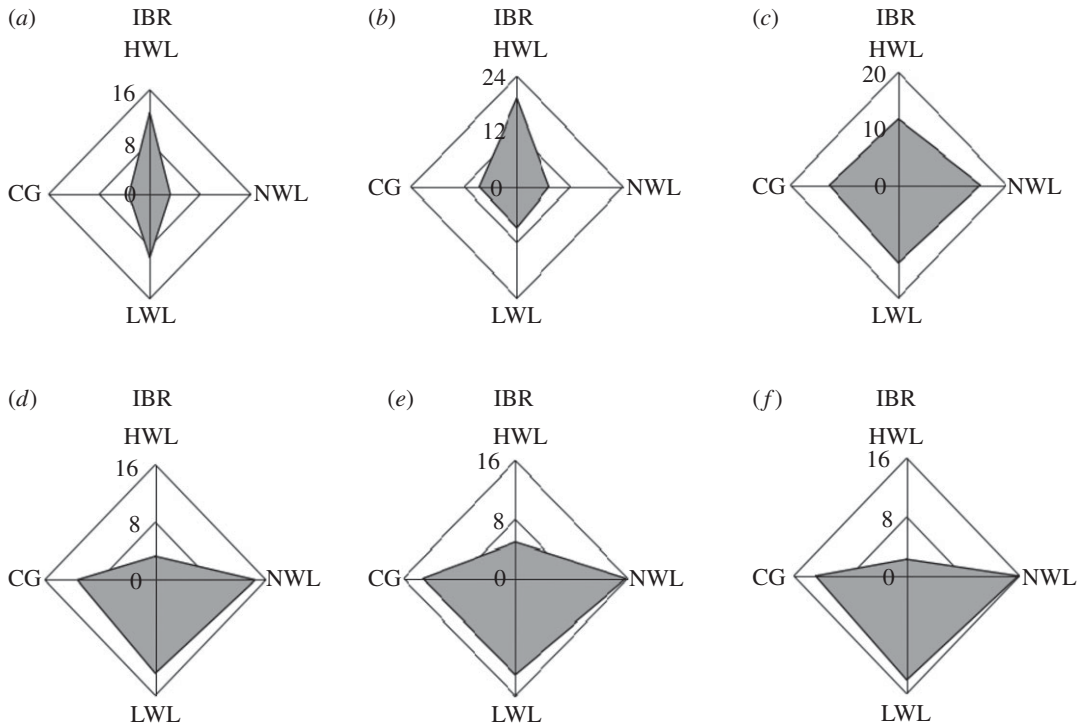 (a) IBR
HWL
16
8
0
CG NWL
LWL
(b) IBR
HWL
24
12
0
CG NWL
LWL
(c) IBR
HWL
20
10
0
CG NWL
LWL
(d) IBR
HWL
16
8
0
CG NWL
LWL
(e) IBR
HWL
16
8
0
CG NWL
LWL
(f) IBR
HWL
16
8
0
CG NWL
LWL